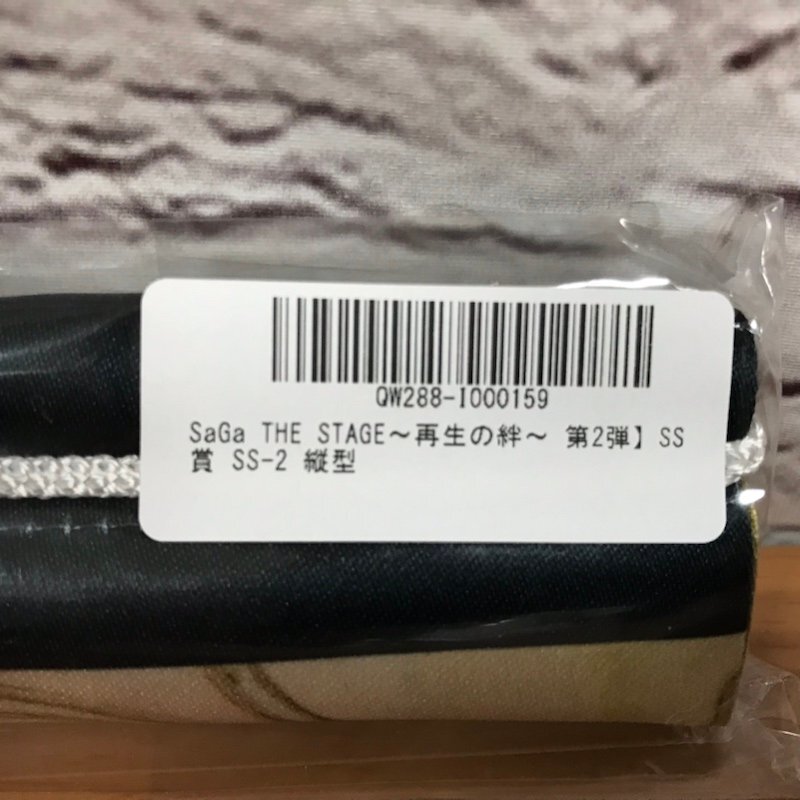 QW288-I000159
SaGa THE STAGE～再生の絆～ 第2弾】SS
賞 SS-2 縦型